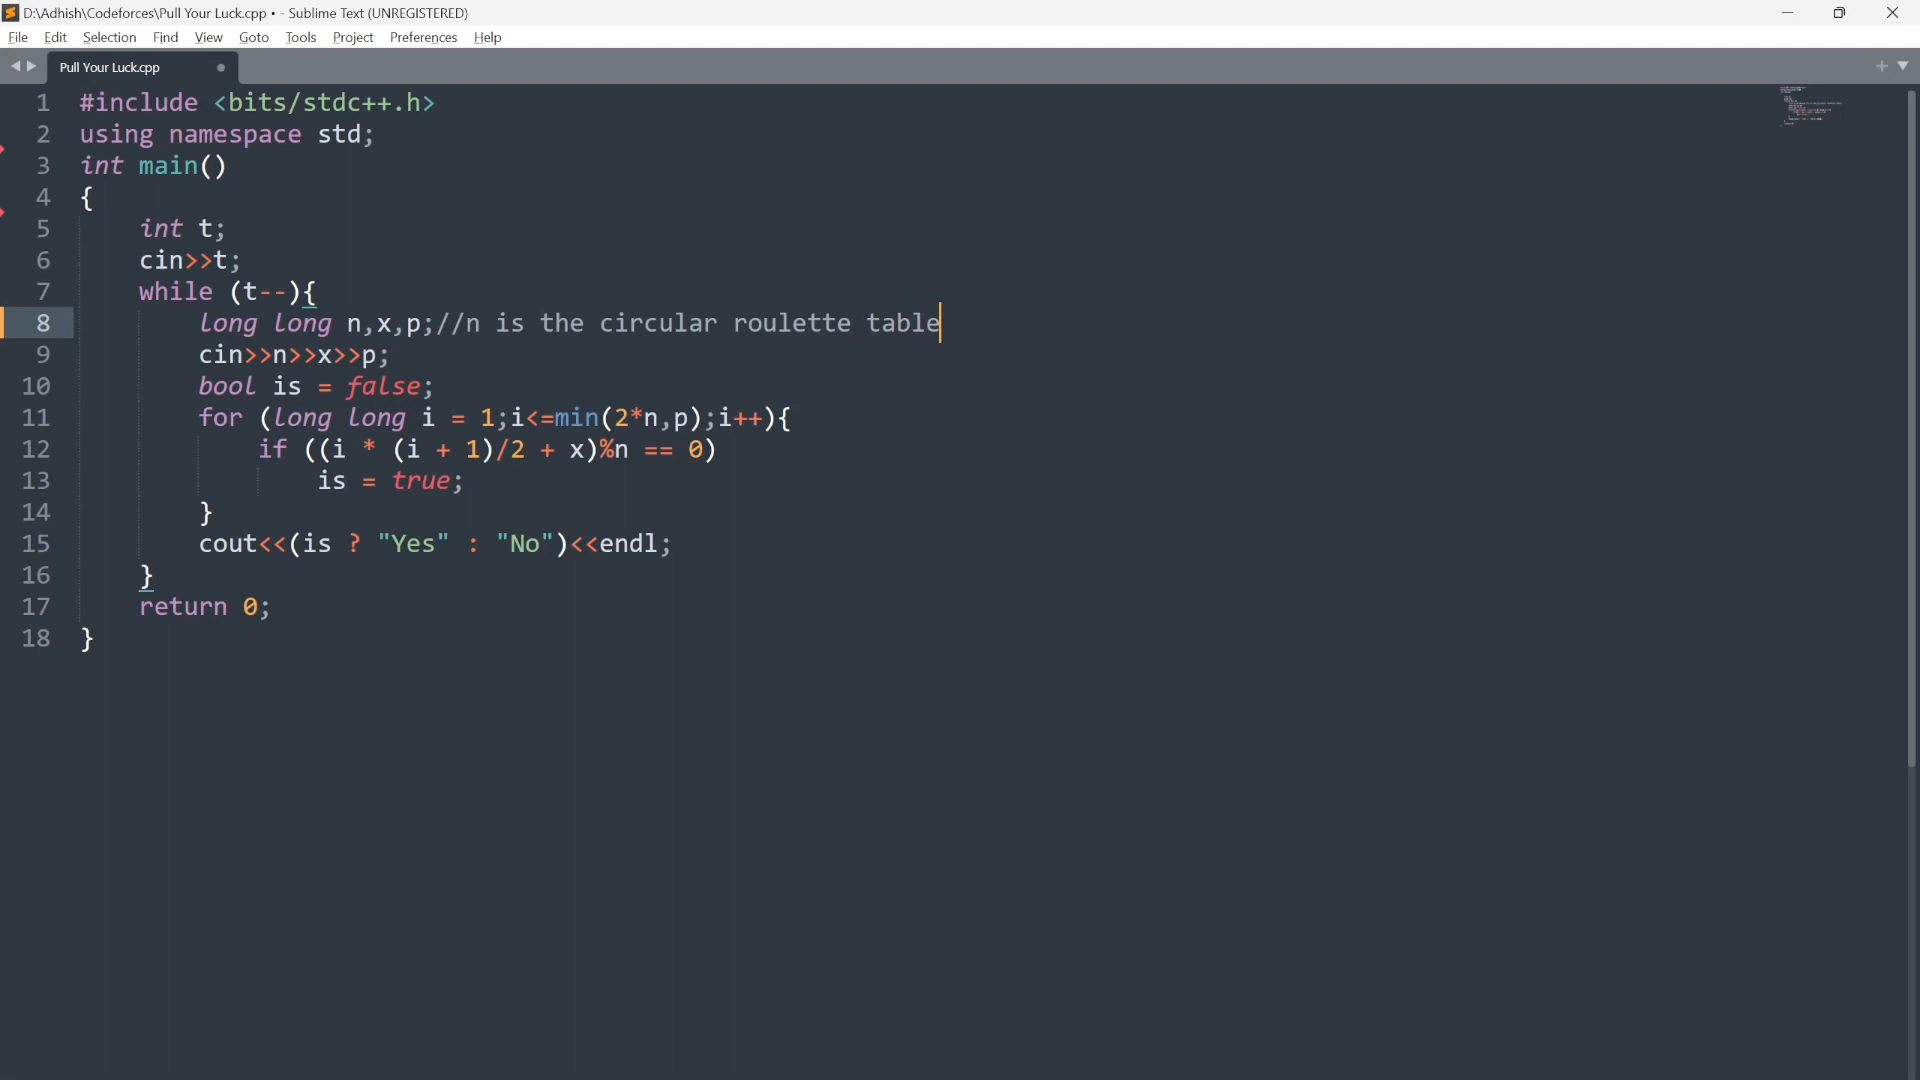 D:\Adhish\Codeforces\Pull Your Luck.cpp • - Sublime Text (UNREGISTERED)
File Edit Selection Find View Goto Tools Project Preferences Help
Pull Your Luck.cpp
1 #include <bits/stdc++.h>
2 using namespace std;
3 int main()
4 {
5     int t;
6     cin>>t;
7     while (t--){
8         long long n,x,p;//n is the circular roulette table
9         cin>>n>>x>>p;
10         bool is = false;
11         for (long long i = 1;i<=min(2*n,p);i++){
12             if ((i * (i + 1)/2 + x)%n == 0)
13                 is = true;
14         }
15         cout<<(is ? "Yes" : "No")<<endl;
16     }
17     return 0;
18 }